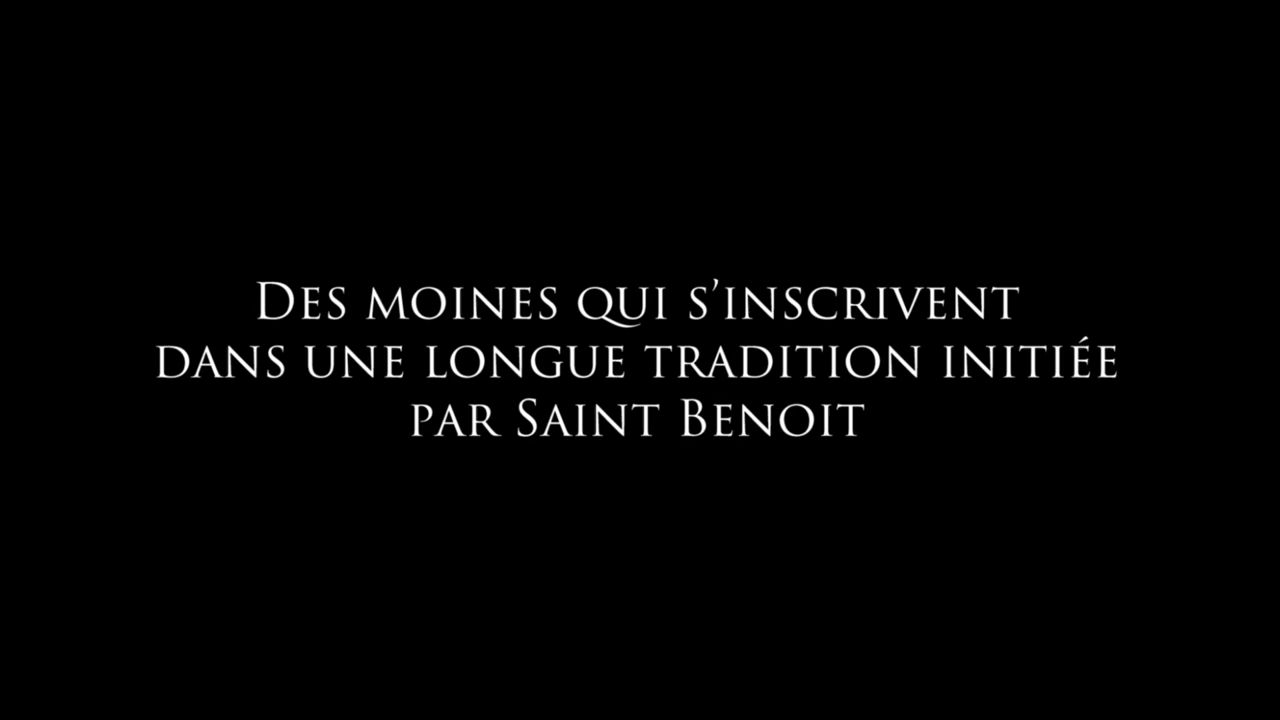 Des moines qui s’inscrivent
dans une longue tradition initiée
par Saint Benoit